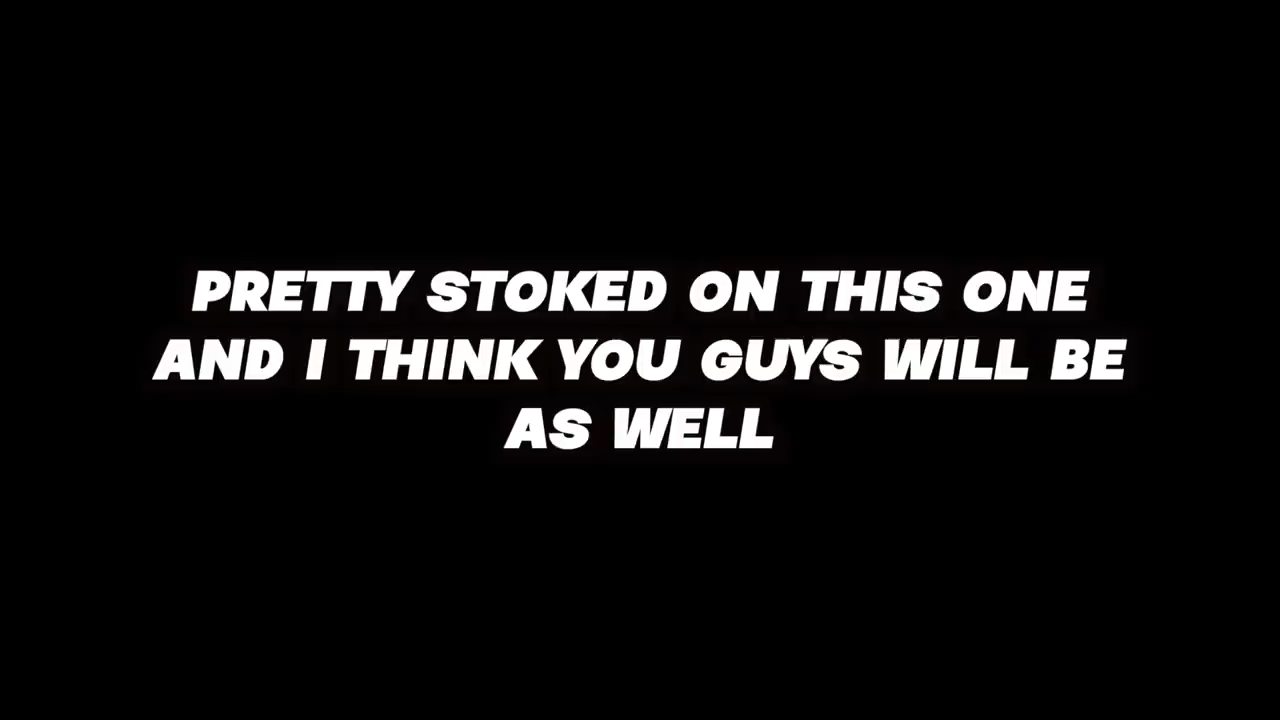 PRETTY STOKED ON THIS ONE
AND I THINK YOU GUYS WILL BE
AS WELL